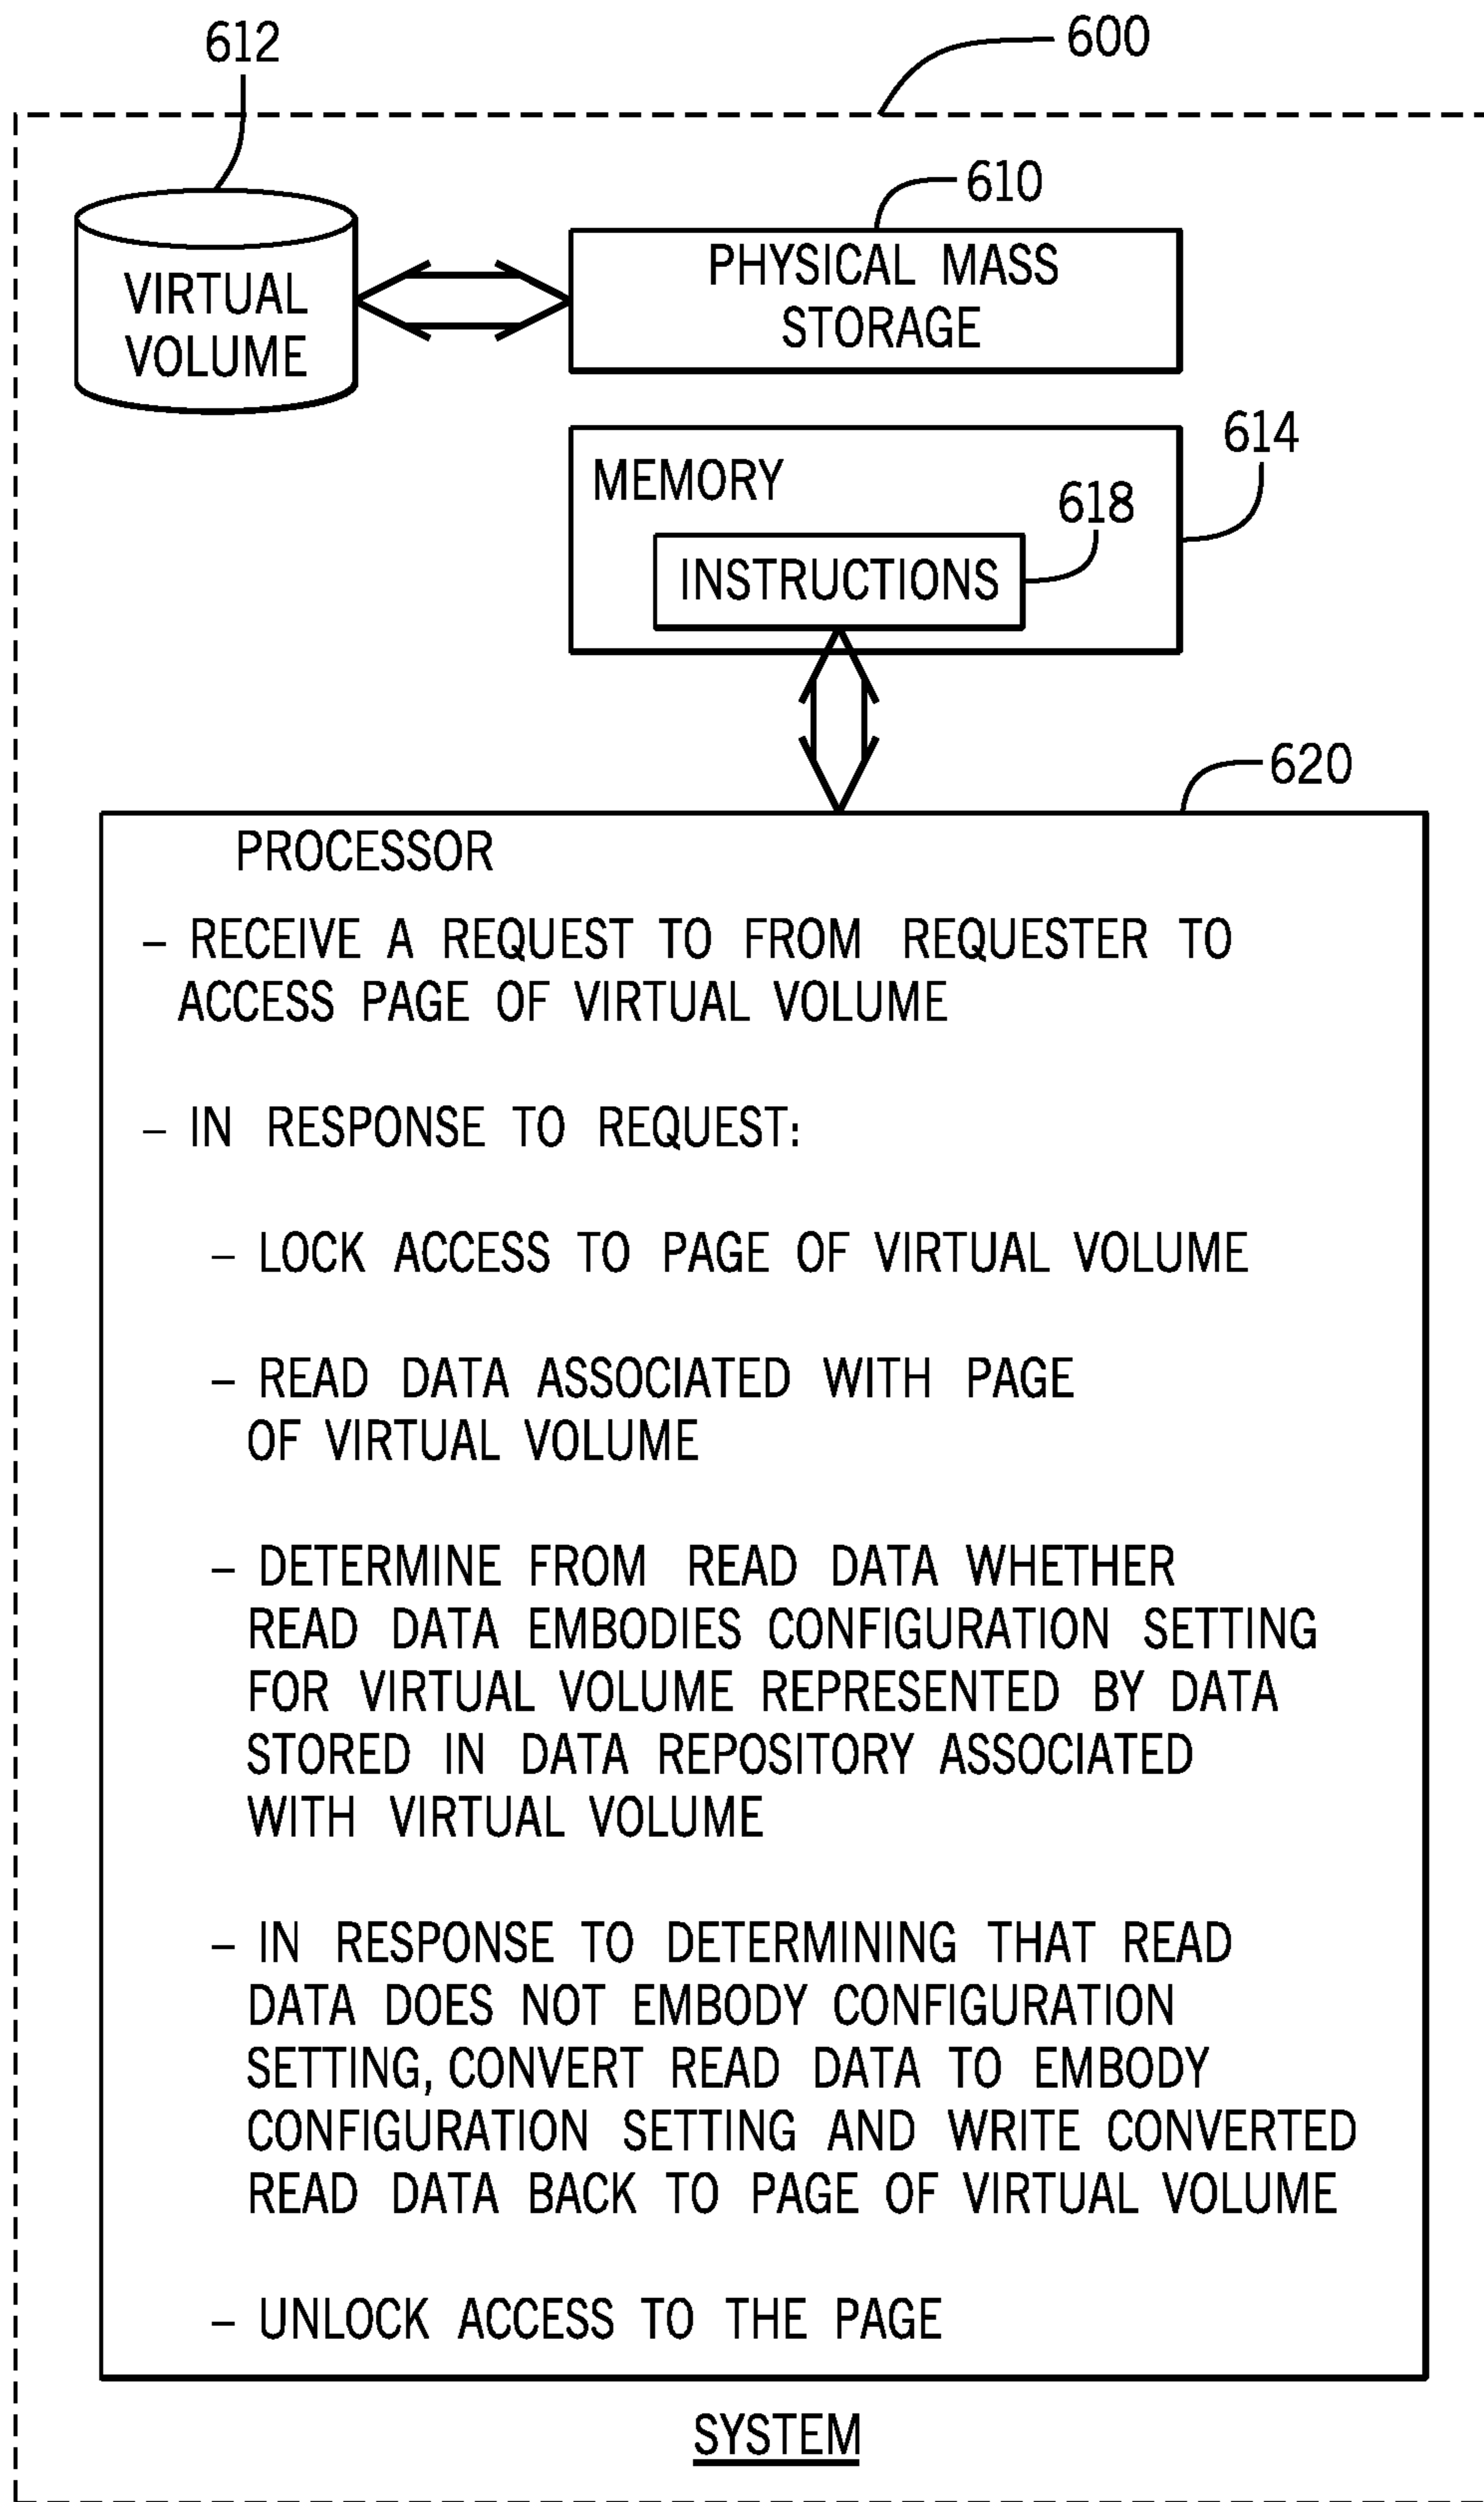 612
600
610
VIRTUAL
VOLUME
PHYSICAL MASS
STORAGE
614
MEMORY
618
INSTRUCTIONS
620
PROCESSOR
– RECEIVE A REQUEST TO FROM REQUESTER TO
ACCESS PAGE OF VIRTUAL VOLUME
– IN RESPONSE TO REQUEST:
– LOCK ACCESS TO PAGE OF VIRTUAL VOLUME
– READ DATA ASSOCIATED WITH PAGE
OF VIRTUAL VOLUME
– DETERMINE FROM READ DATA WHETHER
READ DATA EMBODIES CONFIGURATION SETTING
FOR VIRTUAL VOLUME REPRESENTED BY DATA
STORED IN DATA REPOSITORY ASSOCIATED
WITH VIRTUAL VOLUME
– IN RESPONSE TO DETERMINING THAT READ
DATA DOES NOT EMBODY CONFIGURATION
SETTING, CONVERT READ DATA TO EMBODY
CONFIGURATION SETTING AND WRITE CONVERTED
READ DATA BACK TO PAGE OF VIRTUAL VOLUME
– UNLOCK ACCESS TO THE PAGE
SYSTEM